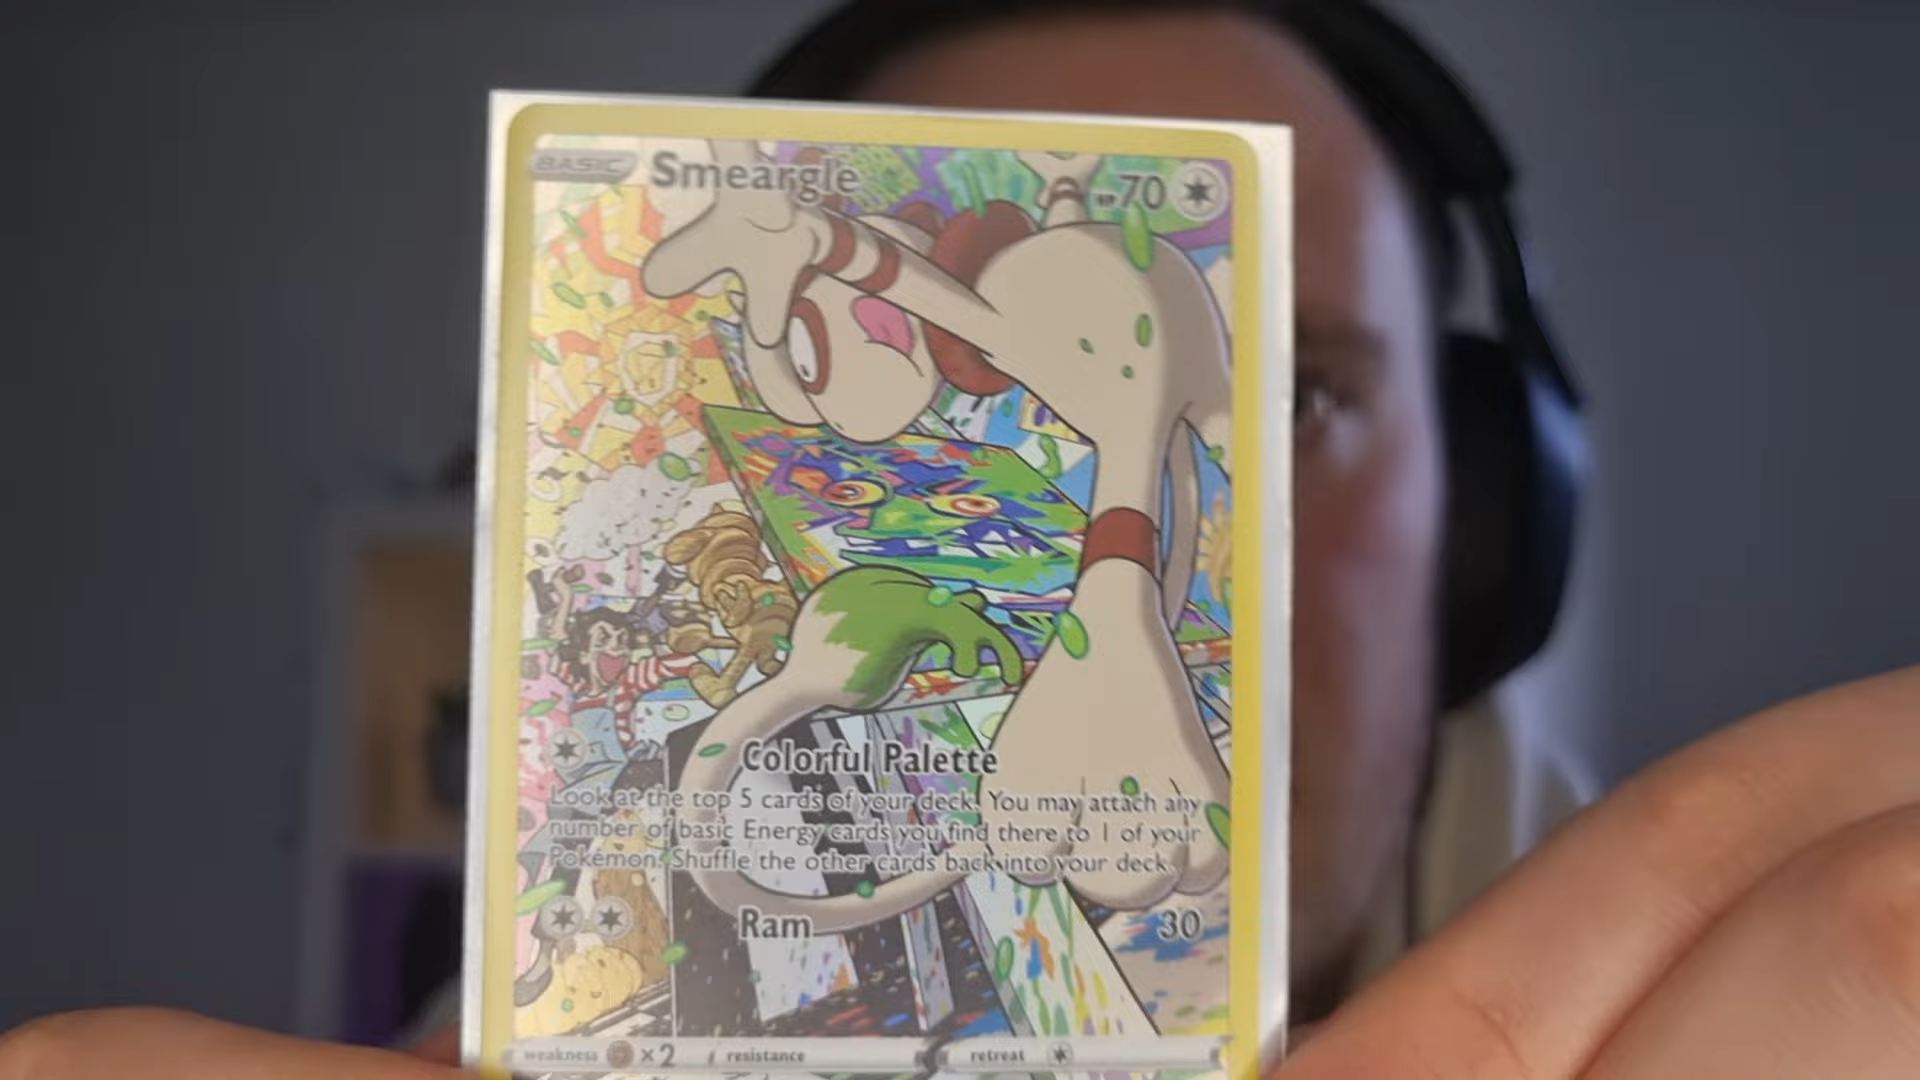 BASIC Smeargle HP 70
Colorful Palette
Look at the top 5 cards of your deck. You may attach any
number of basic Energy cards you find there to 1 of your
Pokémon. Shuffle the other cards back into your deck.
Ram 30
weakness ×2 resistance retreat